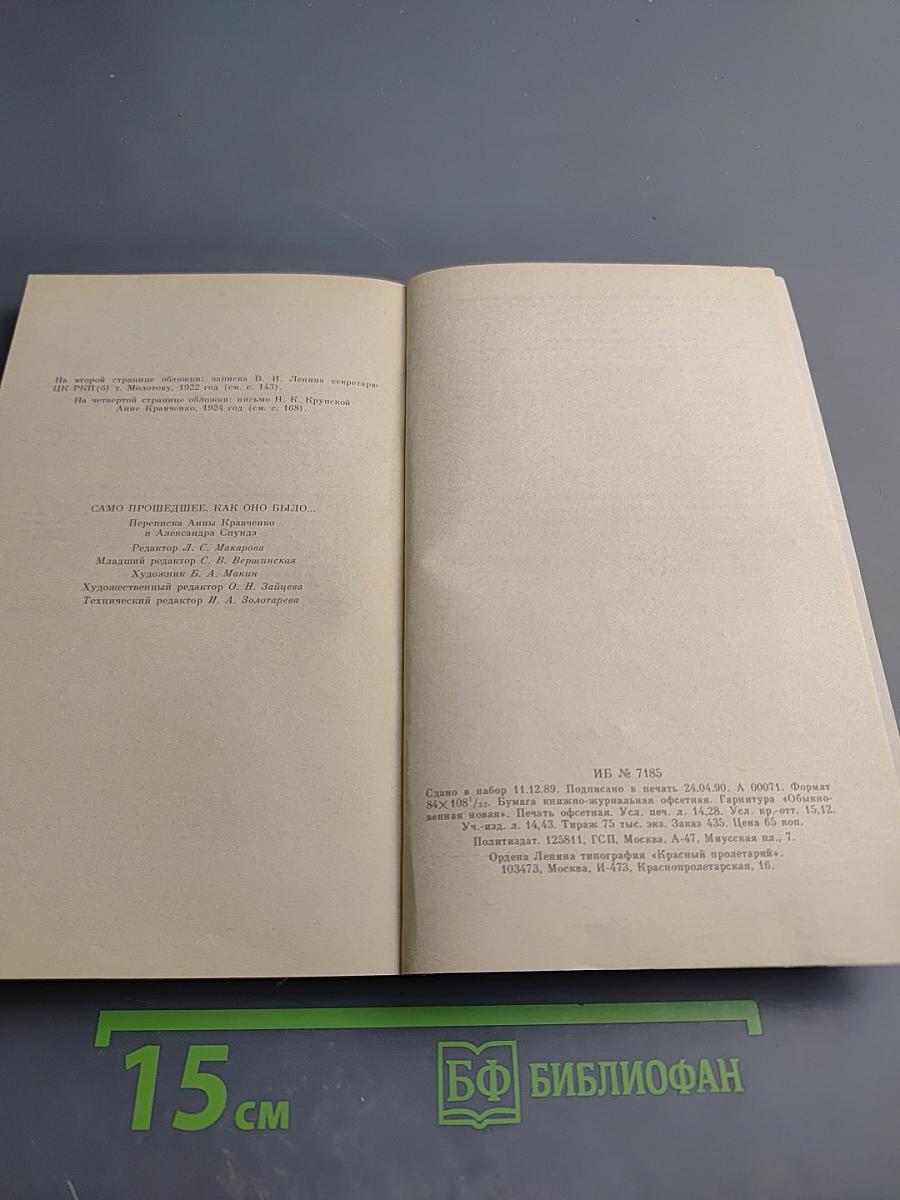 На второй странице обложки: записка В. И. Ленина секретарю
ЦК РКП(б) т. Молотову, 1922 год (см. с. 143).
На четвертой странице обложки: письмо Н. К. Крупской
Анне Кравченко, 1924 год (см. с. 168).
САМО ПРОШЕДШЕЕ, КАК ОНО БЫЛО...
Переписка Анны Кравченко
и Александра Спундэ
Редактор Л. С. Макарова
Младший редактор С. В. Вершинская
Художник Б. А. Макин
Художественный редактор О. Н. Зайцева
Технический редактор И. А. Золотарева
ИБ № 7185
Сдано в набор 11.12.89. Подписано в печать 24.04.90. А 00071. Формат
84×108¹/₃₂. Бумага книжно-журнальная офсетная. Гарнитура «Обыкно-
венная новая». Печать офсетная. Усл. печ. л. 14,28. Усл. кр.-отт. 15,12.
Уч.-изд. л. 14,43. Тираж 75 тыс. экз. Заказ 435. Цена 65 коп.
Политиздат. 125811, ГСП, Москва, А-47, Миусская пл., 7.
Ордена Ленина типография «Красный пролетарий».
103473, Москва, И-473, Краснопролетарская, 16.
15 см
БФ БИБЛИОФАН